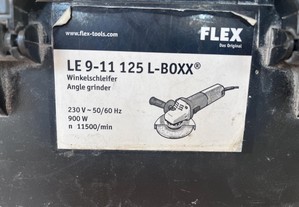 www.flex-tools.com
FLEX
Das Original
LE 9-11 125 L-BOXX®
Winkelschleifer
Angle grinder
230 V ~ 50/60 Hz
900 W
n 11500/min